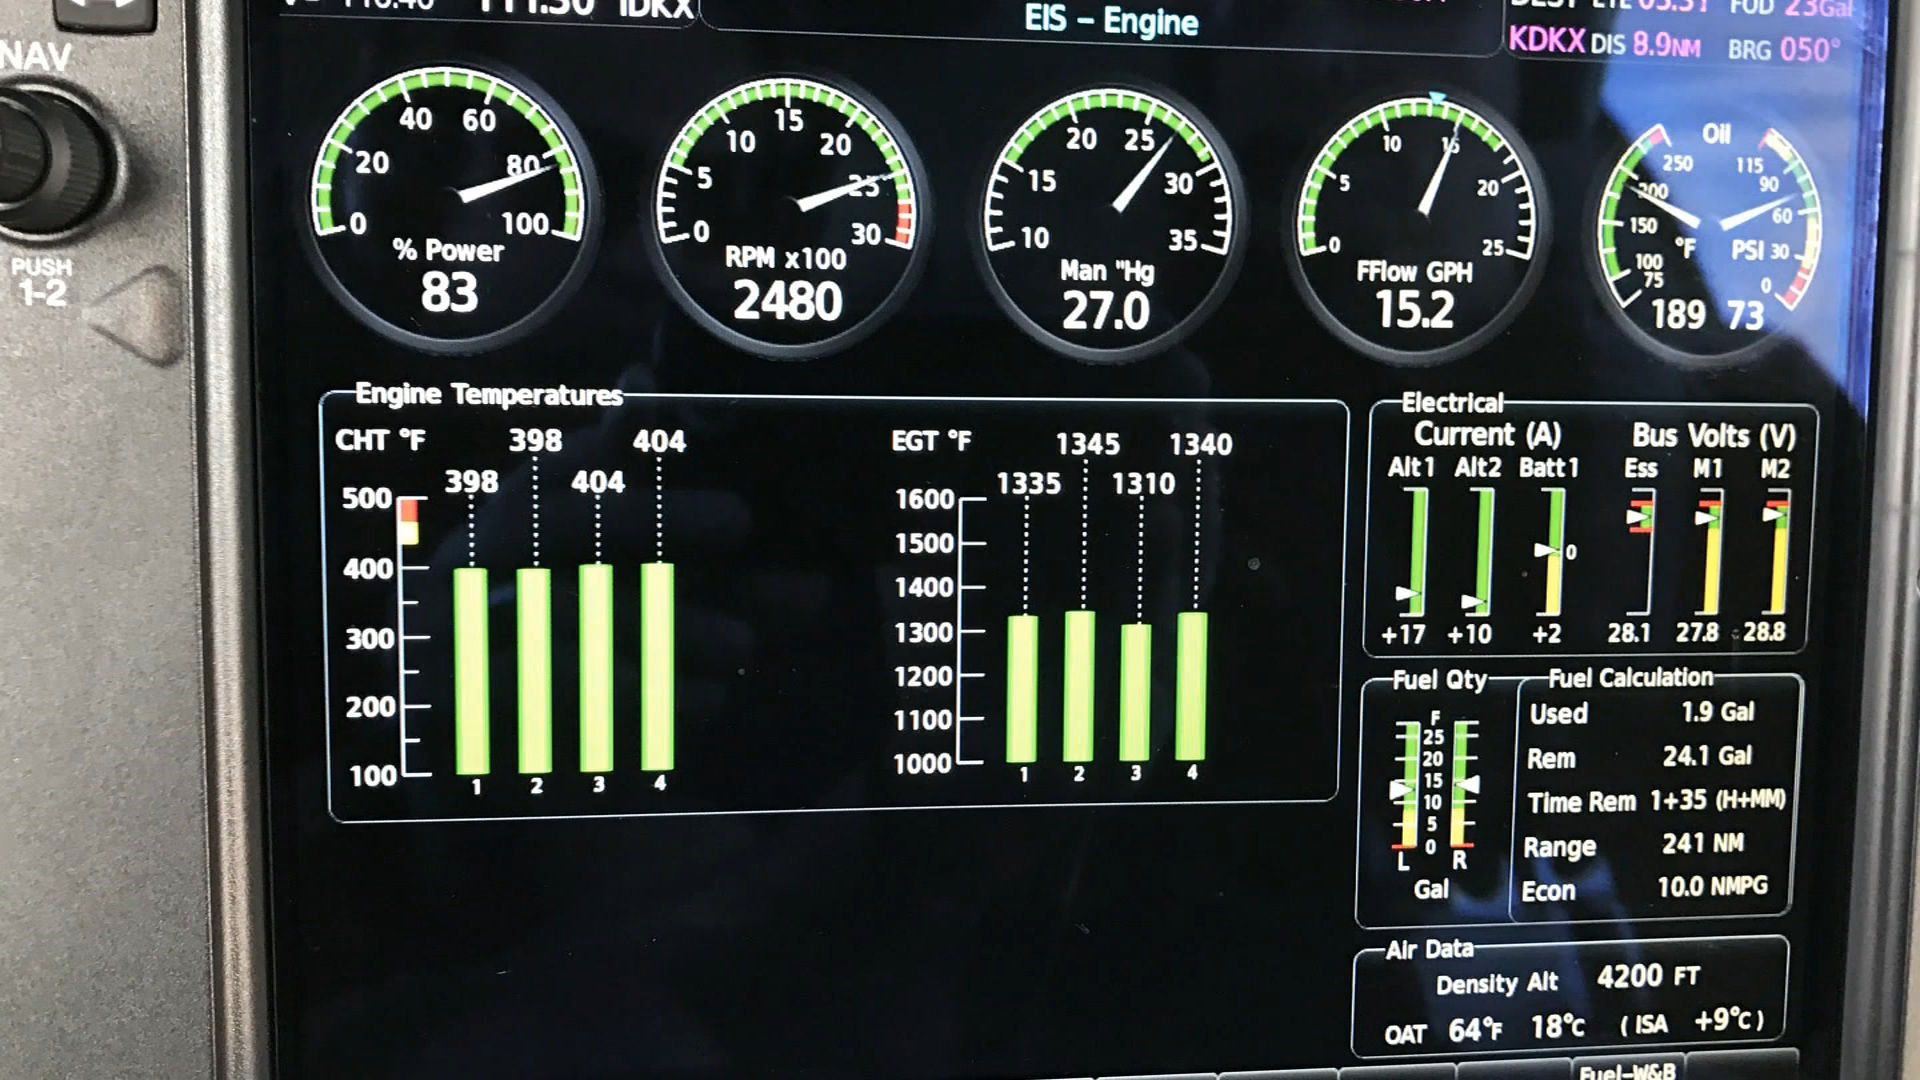 111.50 IDKX
EIS – Engine
KDKX DIS 8.9NM BRG 050°
FOD 23Gal
NAV
PUSH
1-2
0 20 40 60 80 100
% Power
83
0 5 10 15 20 25 30
RPM x100
2480
10 15 20 25 30 35
Man "Hg
27.0
0 5 10 15 20 25
FFlow GPH
15.2
Oil
250 115
200 90
150 60
°F PSI 30
100
75 0
189 73
Engine Temperatures
CHT °F 398 404
398 404
500
400
300
200
100
1 2 3 4
EGT °F 1345 1340
1335 1310
1600
1500
1400
1300
1200
1100
1000
1 2 3 4
Electrical
Current (A) Bus Volts (V)
Alt1 Alt2 Batt1 Ess M1 M2
0
+17 +10 +2 28.1 27.8 28.8
Fuel Qty
F
25
20
15
10
5
0
L R
Gal
Fuel Calculation
Used 1.9 Gal
Rem 24.1 Gal
Time Rem 1+35 (H+MM)
Range 241 NM
Econ 10.0 NMPG
Air Data
Density Alt 4200 FT
OAT 64°F 18°C (ISA +9°C)
Fuel-W&B